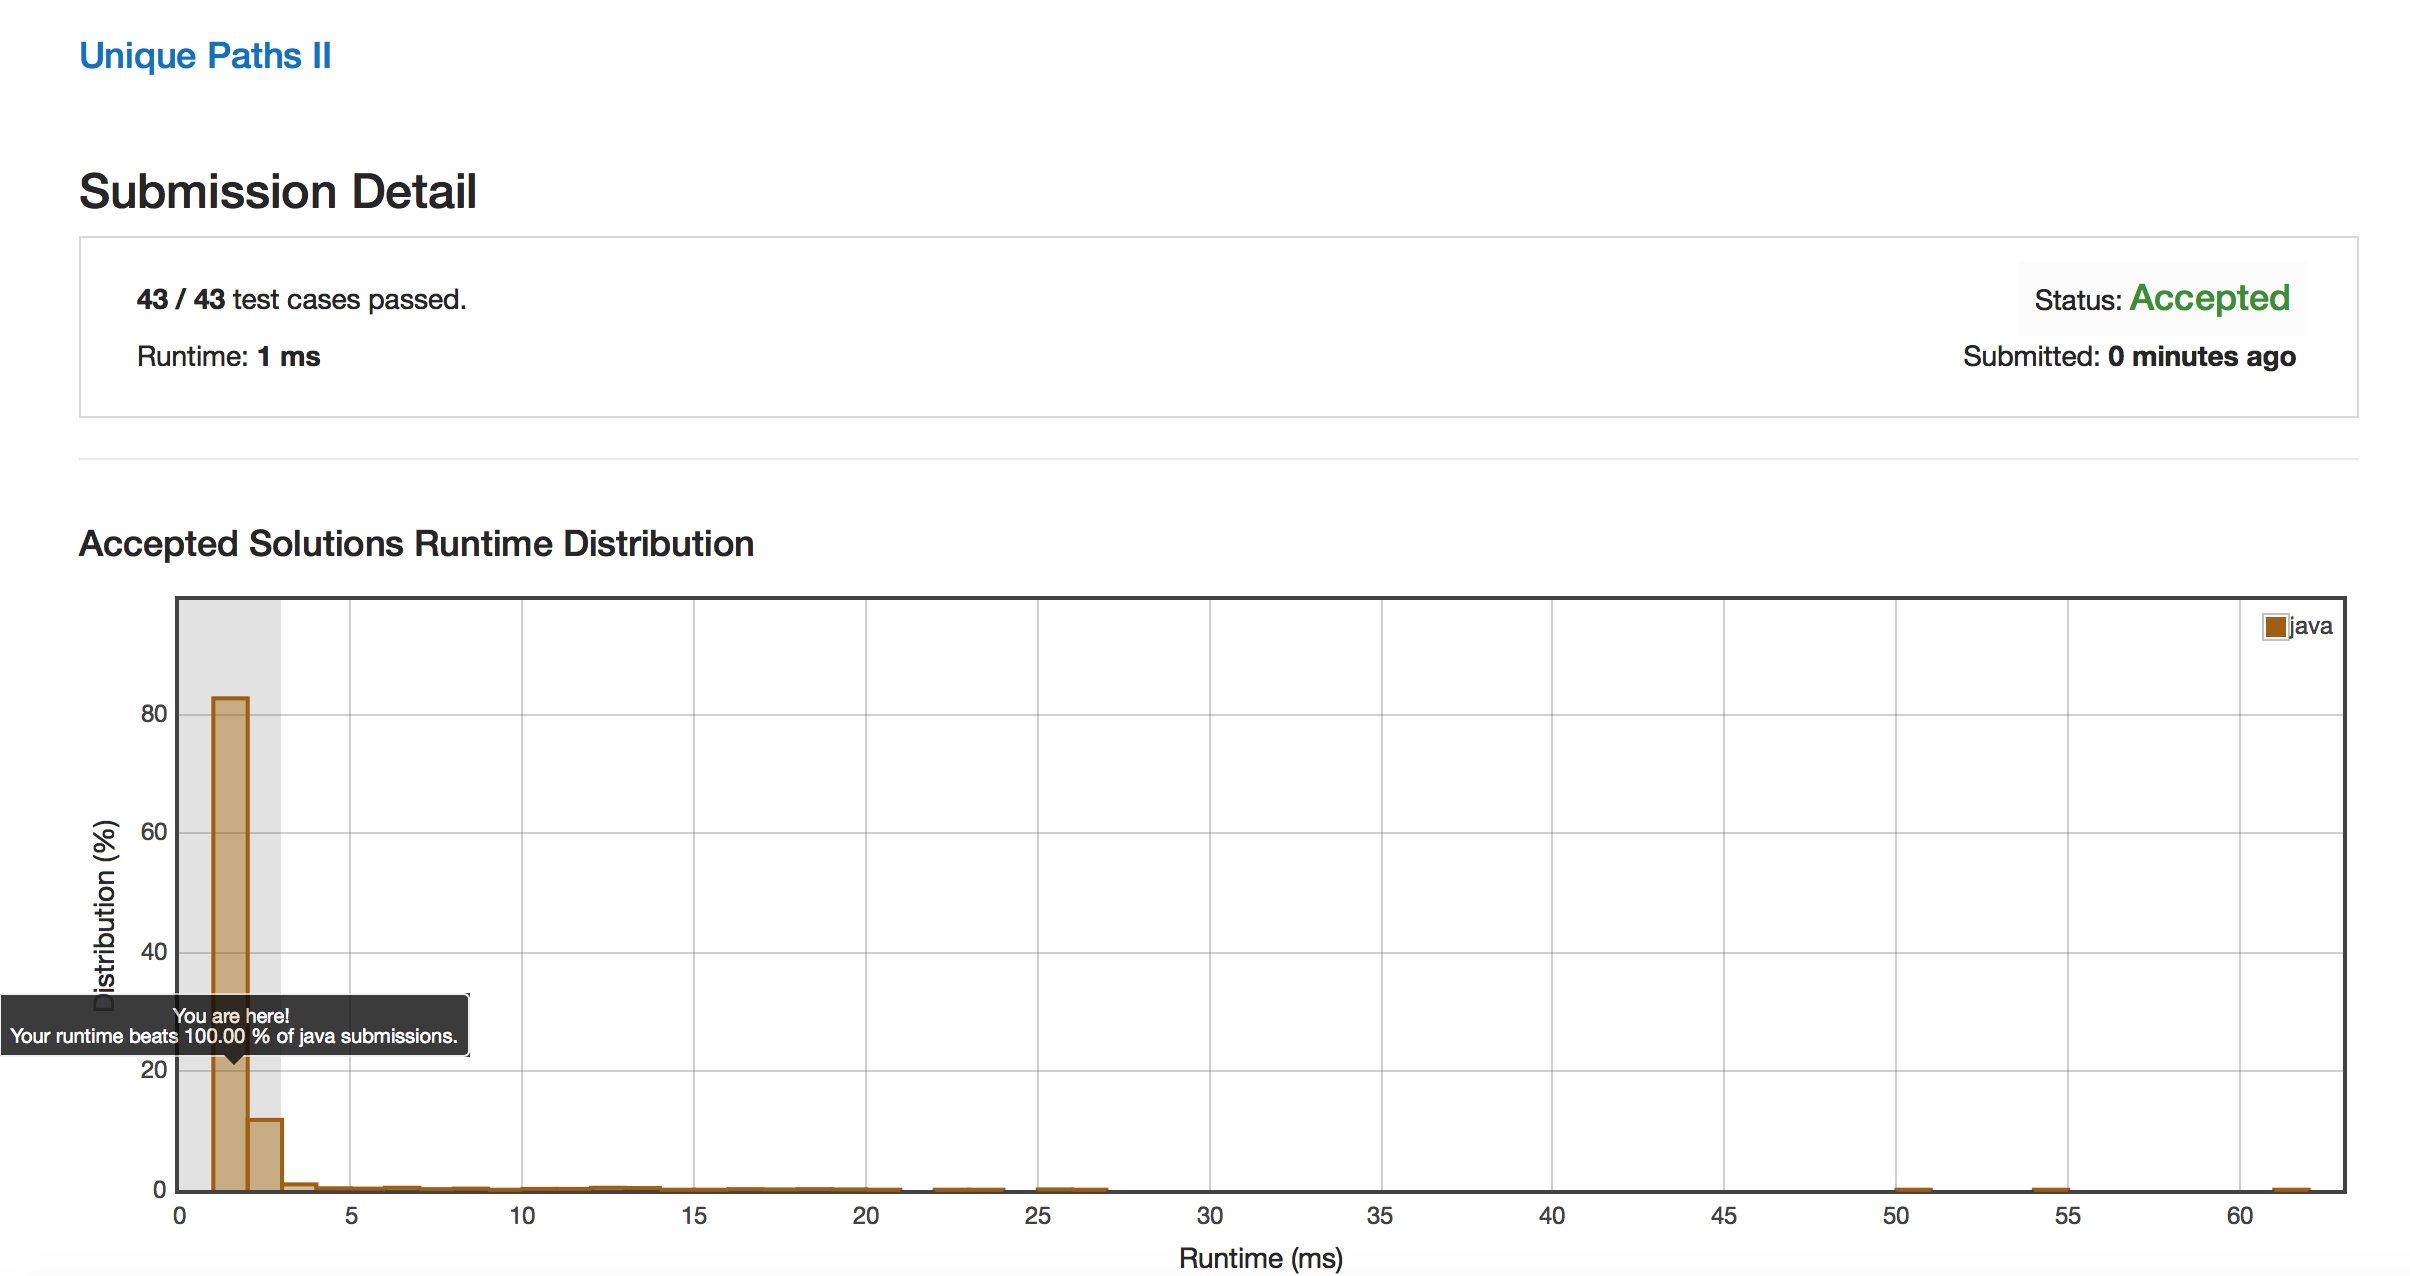 Unique Paths II
Submission Detail
43 / 43 test cases passed.
Status: Accepted
Runtime: 1 ms
Submitted: 0 minutes ago
Accepted Solutions Runtime Distribution
java
80
60
40
20
0
Distribution (%)
You are here!
Your runtime beats 100.00 % of java submissions.
0 5 10 15 20 25 30 35 40 45 50 55 60
Runtime (ms)